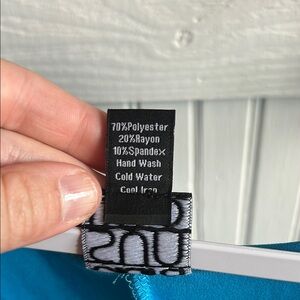 70%Polyester
20%Rayon
10%Spandex
Hand Wash
Cold Water
Cool Iron